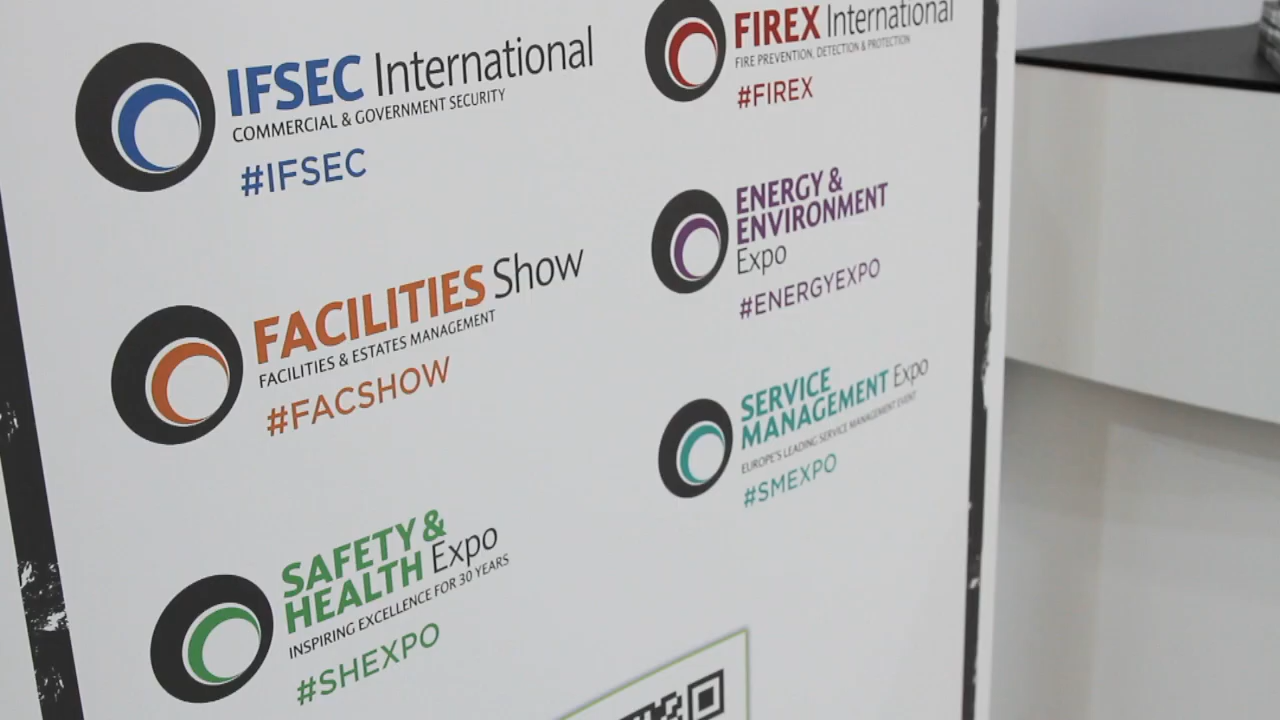 IFSEC International
COMMERCIAL & GOVERNMENT SECURITY
#IFSEC
FACILITIES Show
FACILITIES & ESTATES MANAGEMENT
#FACSHOW
SAFETY &
HEALTH Expo
INSPIRING EXCELLENCE FOR 30 YEARS
#SHEXPO
FIREX International
FIRE PREVENTION, DETECTION & PROTECTION
#FIREX
ENERGY &
ENVIRONMENT
Expo
#ENERGYEXPO
SERVICE
MANAGEMENT Expo
EUROPE'S LEADING SERVICE MANAGEMENT EVENT
#SMEXPO